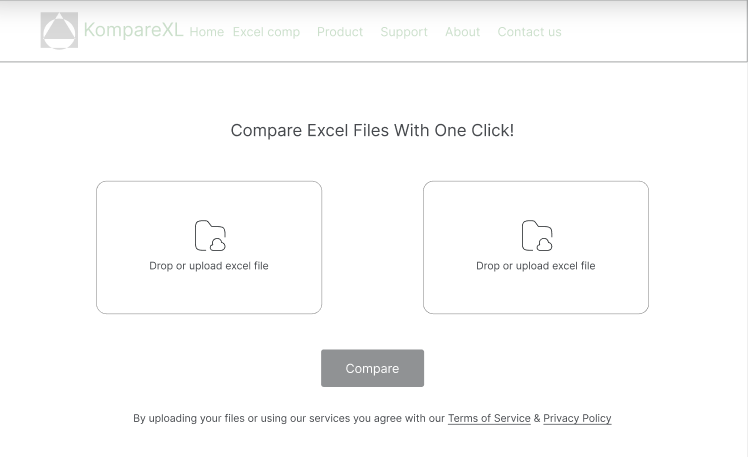 KompareXL Home Excel comp Product Support About Contact us
Compare Excel Files With One Click!
Drop or upload excel file Drop or upload excel file
Compare
By uploading your files or using our services you agree with our Terms of Service & Privacy Policy